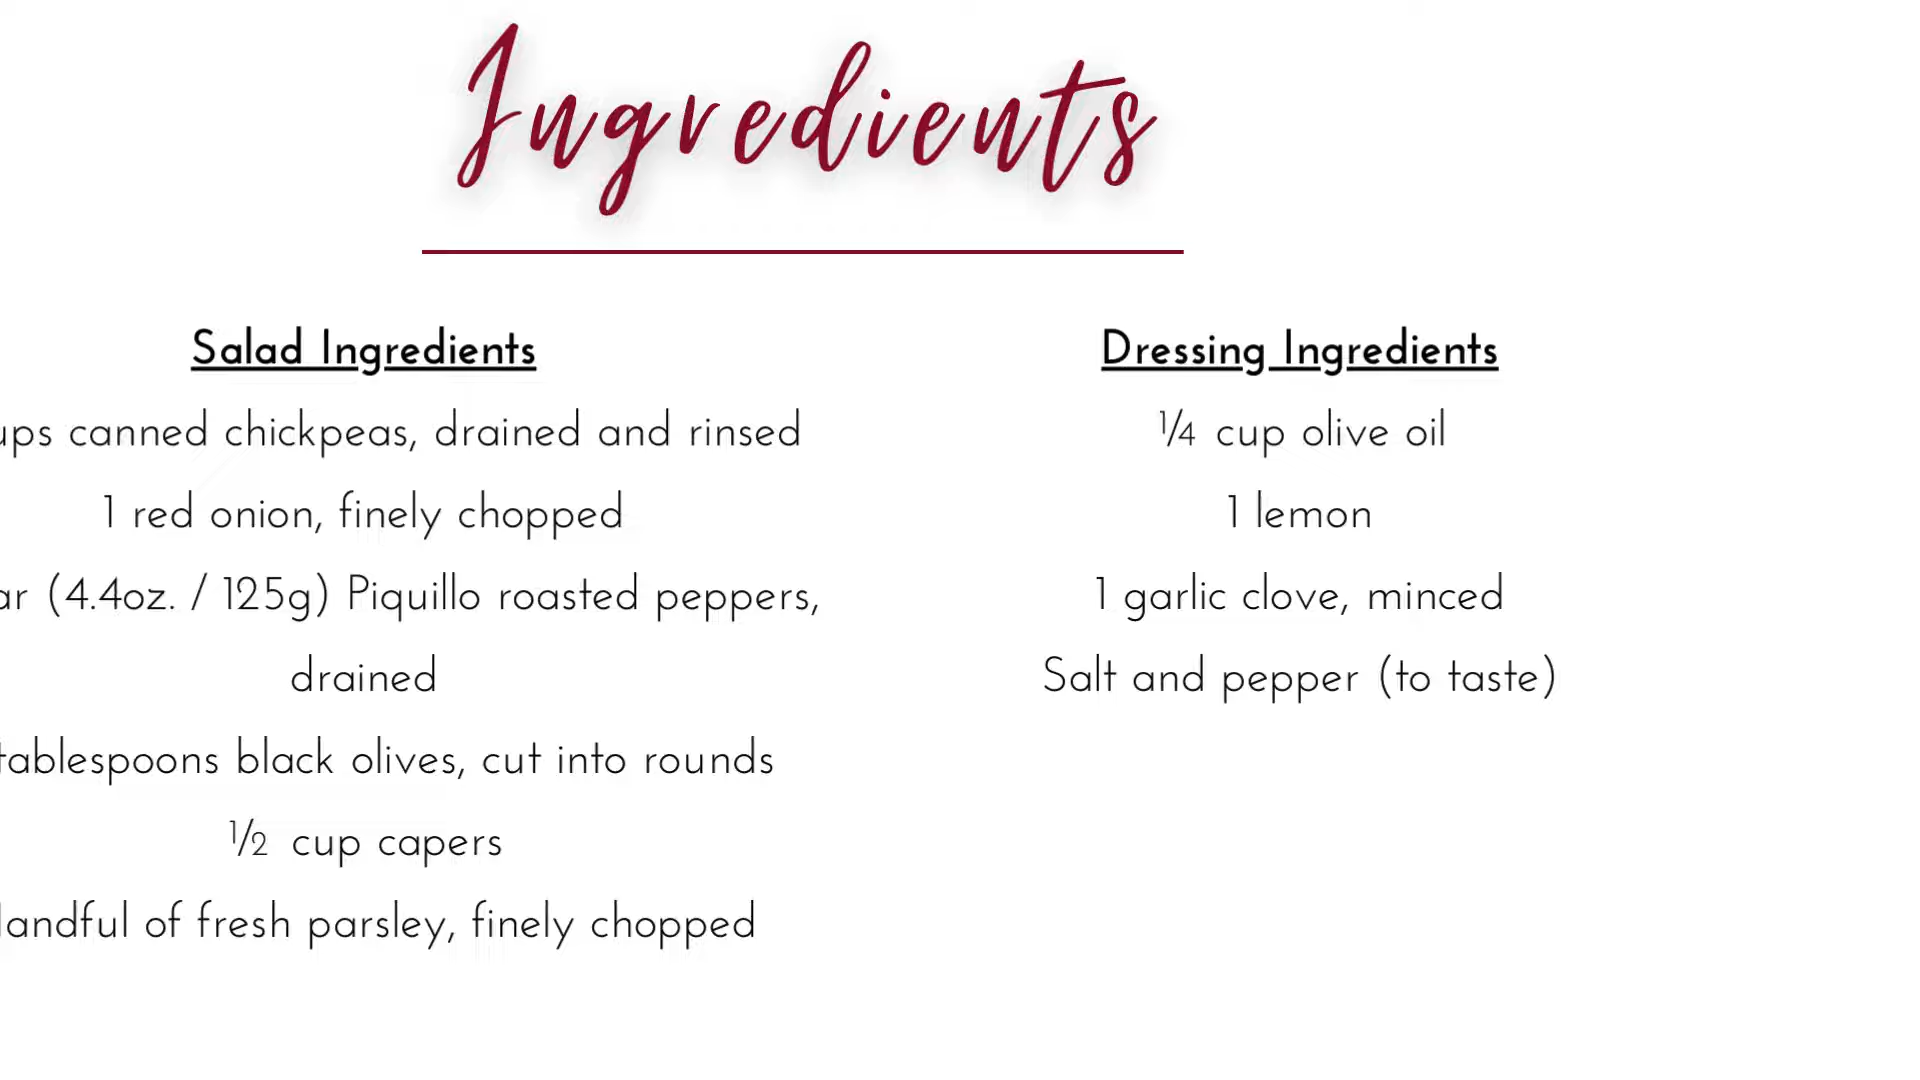 Ingredients
Salad Ingredients
ups canned chickpeas, drained and rinsed
1 red onion, finely chopped
ar (4.4oz. / 125g) Piquillo roasted peppers,
drained
tablespoons black olives, cut into rounds
½ cup capers
andful of fresh parsley, finely chopped
Dressing Ingredients
¼ cup olive oil
1 lemon
1 garlic clove, minced
Salt and pepper (to taste)